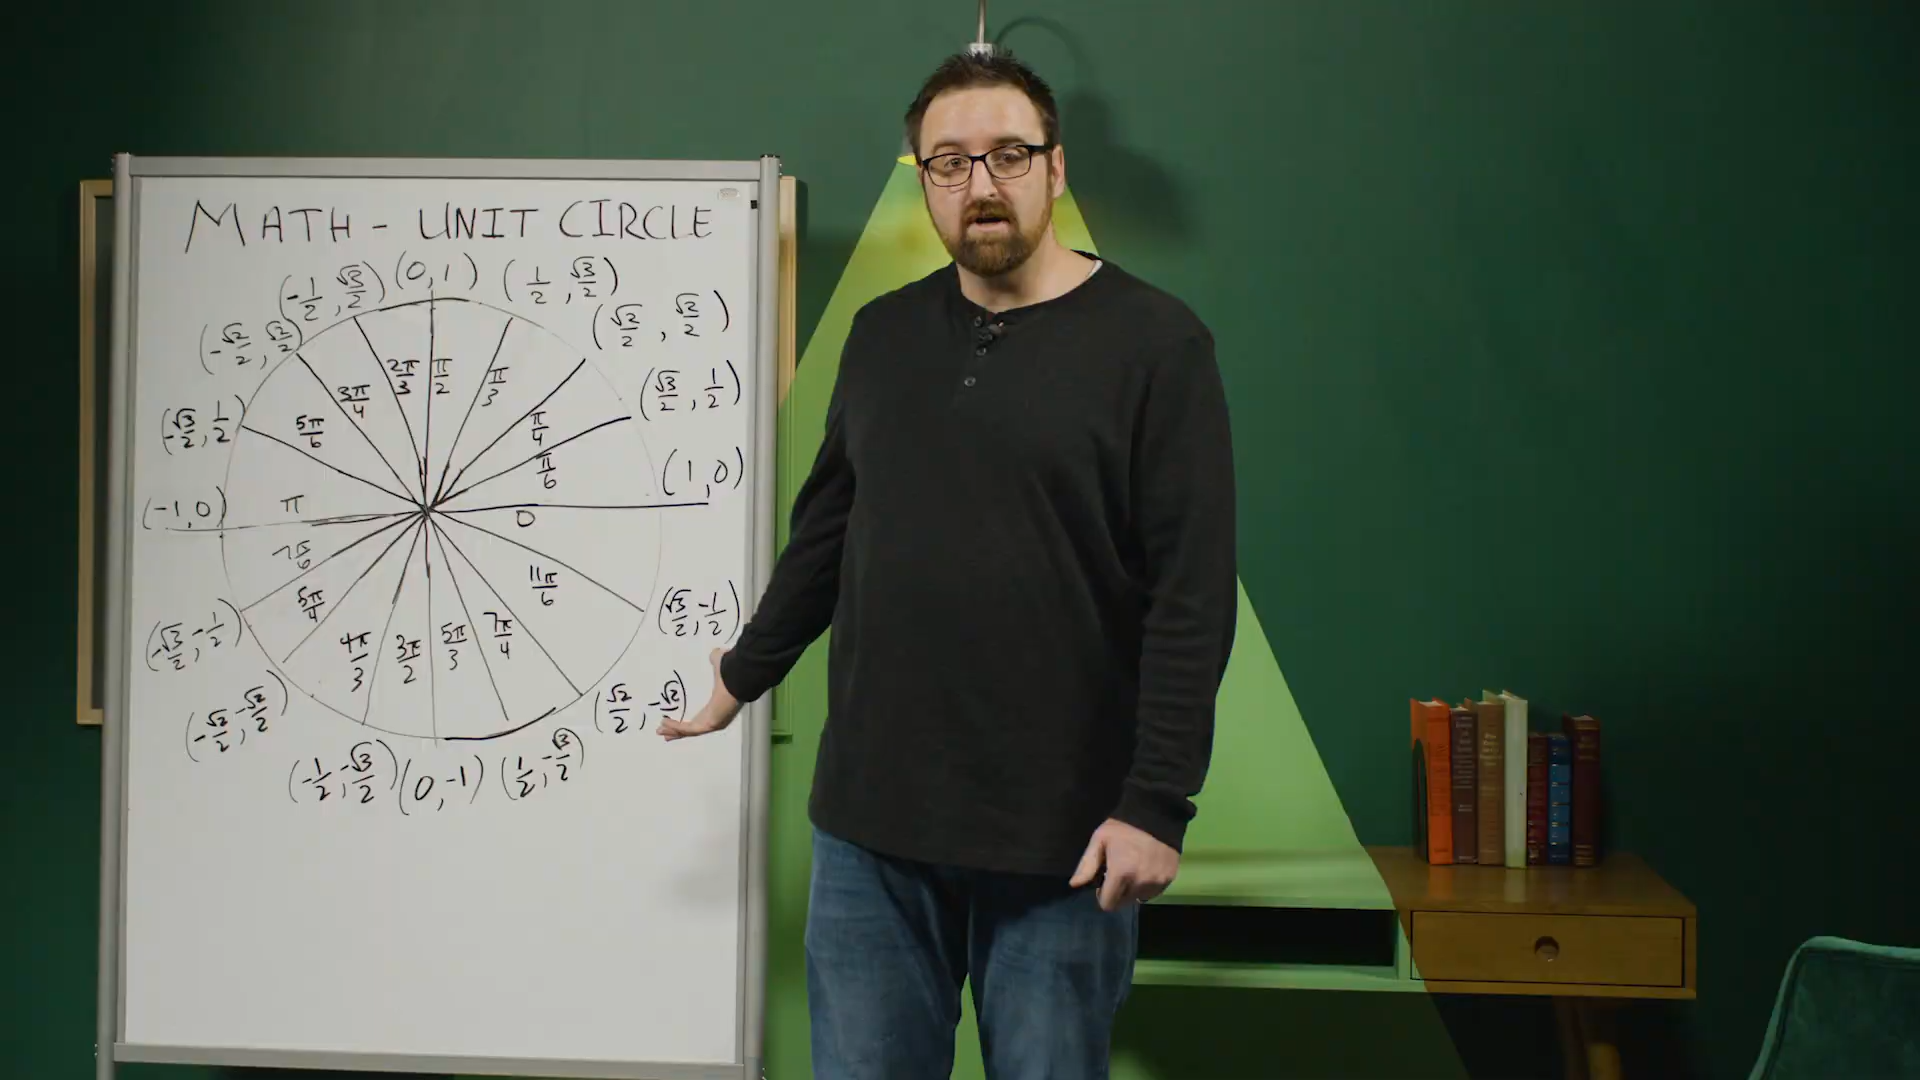 MATH - UNIT CIRCLE
(-1/2, √3/2) (0,1) (1/2, √3/2)
(-√2/2, √2/2) (√2/2, √2/2)
(-√3/2, 1/2) (√3/2, 1/2)
5π/6 3π/4 2π/3 π/2 π/3 π/4 π/6
(-1,0) π 0 (1,0)
7π/6 5π/4 4π/3 3π/2 5π/3 7π/4 11π/6
(-√3/2, -1/2) (√3/2, -1/2)
(-√2/2, -√2/2) (√2/2, -√2/
(-1/2, -√3/2) (0,-1) (1/2, -√3/2)